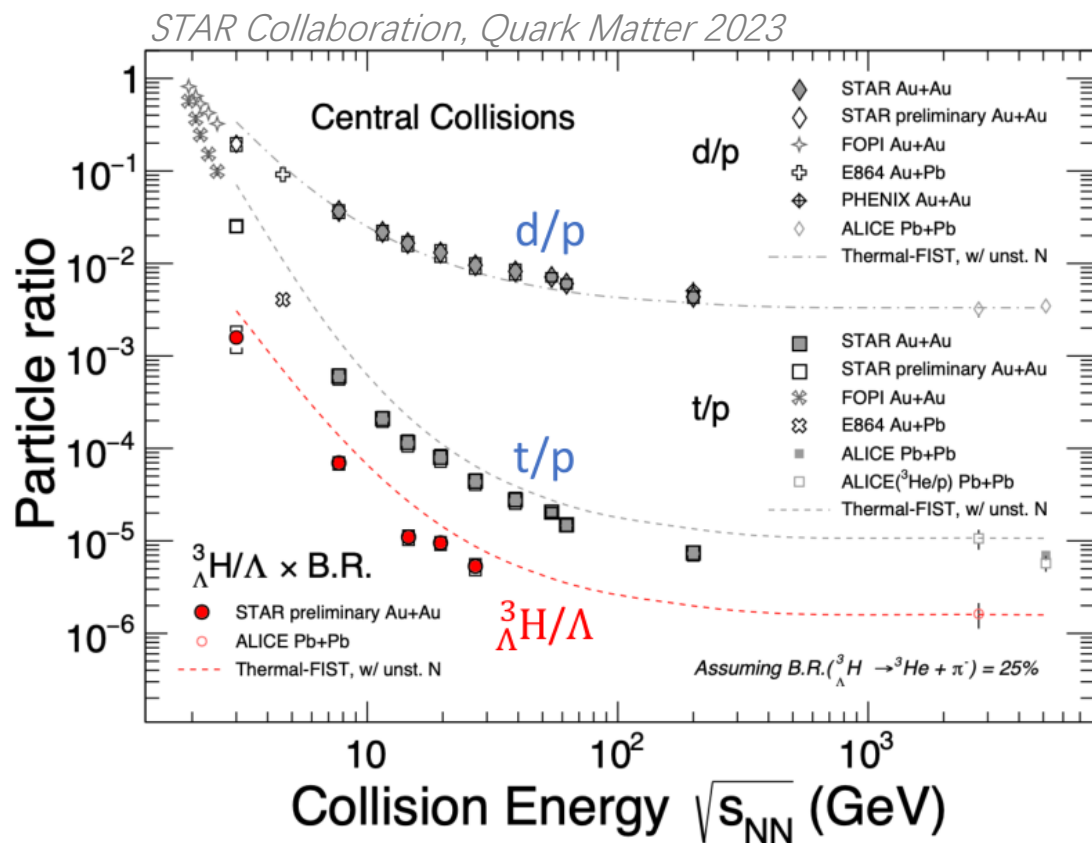 STAR Collaboration, Quark Matter 2023
Particle ratio
1
10⁻¹
10⁻²
10⁻³
10⁻⁴
10⁻⁵
10⁻⁶
Central Collisions
d/p
STAR Au+Au
STAR preliminary Au+Au
FOPI Au+Au
E864 Au+Pb
PHENIX Au+Au
ALICE Pb+Pb
Thermal-FIST, w/ unst. N
d/p
t/p
STAR Au+Au
STAR preliminary Au+Au
FOPI Au+Au
E864 Au+Pb
ALICE Pb+Pb
ALICE(³He/p) Pb+Pb
Thermal-FIST, w/ unst. N
t/p
³ΛH/Λ × B.R.
STAR preliminary Au+Au
ALICE Pb+Pb
Thermal-FIST, w/ unst. N
³ΛH/Λ
Assuming B.R.(³ΛH →³He + π⁻) = 25%
10
10²
10³
Collision Energy √sNN (GeV)